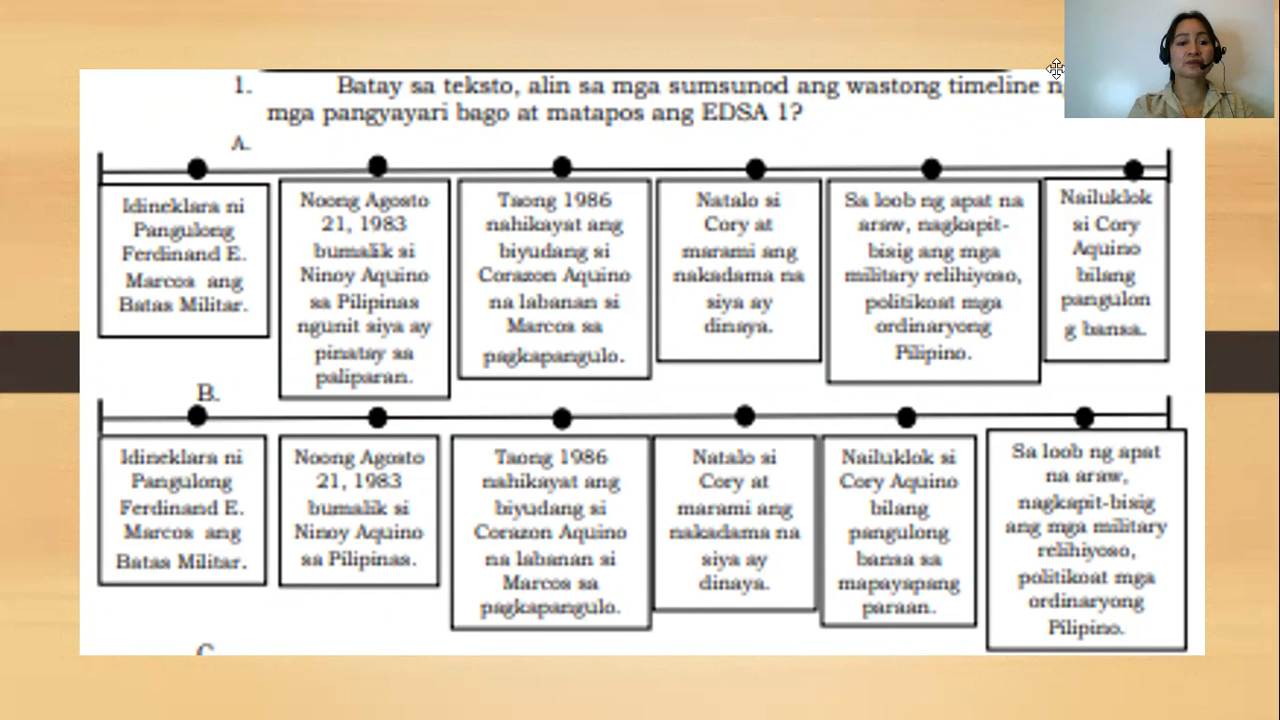 1. Batay sa teksto, alin sa mga sumsunod ang wastong timeline
mga pangyayari bago at matapos ang EDSA 1?
A.
Idineklara ni
Pangulong
Ferdinand E.
Marcos ang
Batas Militar.
Noong Agosto
21, 1983
bumalik si
Ninoy Aquino
sa Pilipinas
ngunit siya ay
pinatay sa
paliparan.
Taong 1986
nahikayat ang
biyudang si
Corazon Aquino
na labanan si
Marcos sa
pagkapangulo.
Natalo si
Cory at
marami ang
nakadama na
siya ay
dinaya.
Sa loob ng apat na
araw, nagkapit-
bisig ang mga
military relihiyoso,
politikoat mga
ordinaryong
Pilipino.
Nailuklok
si Cory
Aquino
bilang
pangulon
g bansa.
B.
Idineklara ni
Pangulong
Ferdinand E.
Marcos ang
Batas Militar.
Noong Agosto
21, 1983
bumalik si
Ninoy Aquino
sa Pilipinas.
Taong 1986
nahikayat ang
biyudang si
Corazon Aquino
na labanan si
Marcos sa
pagkapangulo.
Natalo si
Cory at
marami ang
nakadama na
siya ay
dinaya.
Nailuklok si
Cory Aquino
bilang
pangulong
bansa sa
mapayapang
paraan.
Sa loob ng apat
na araw,
nagkapit-bisig
ang mga military
relihiyoso,
politikoat mga
ordinaryong
Pilipino.